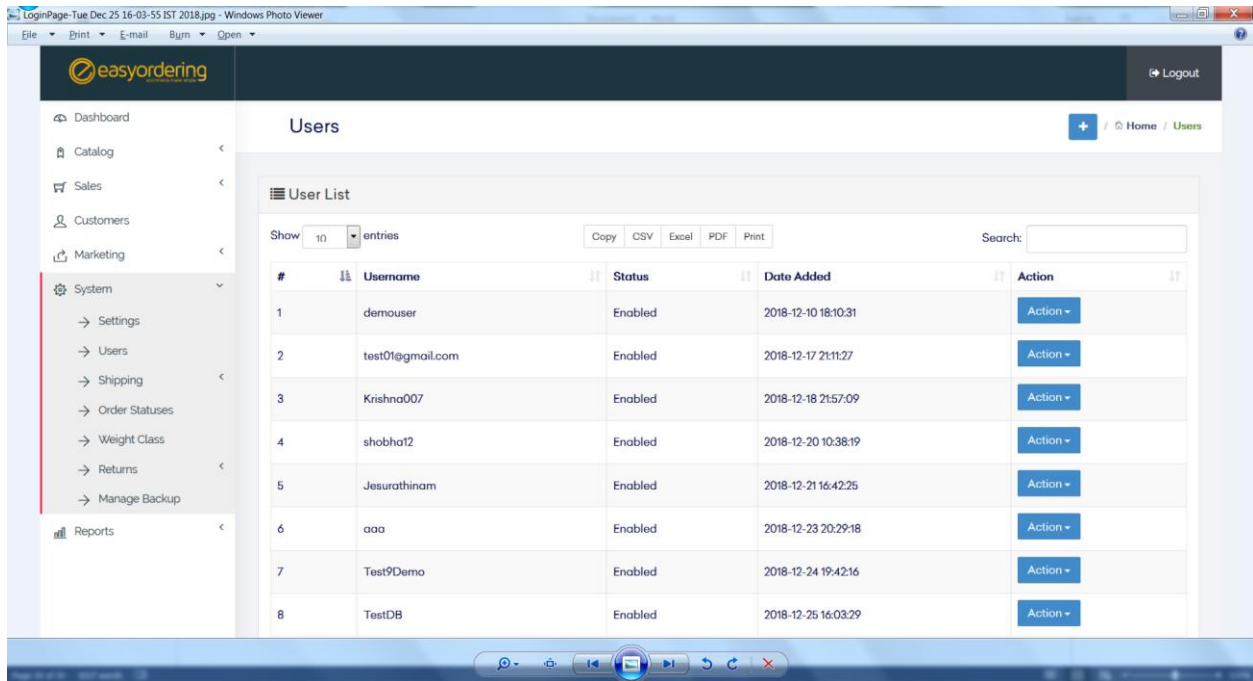 LoginPage-Tue Dec 25 16-03-55 IST 2018.jpg - Windows Photo Viewer
File Print E-mail Burn Open
easyordering
Logout
Dashboard
Catalog
Sales
Customers
Marketing
System
Settings
Users
Shipping
Order Statuses
Weight Class
Returns
Manage Backup
Reports
Users
+ / Home / Users
User List
Show 10 entries
Copy CSV Excel PDF Print
Search:
# Username Status Date Added Action
1 demouser Enabled 2018-12-10 18:10:31 Action
2 test01@gmail.com Enabled 2018-12-17 21:11:27 Action
3 Krishna007 Enabled 2018-12-18 21:57:09 Action
4 shobha12 Enabled 2018-12-20 10:38:19 Action
5 Jesurathinam Enabled 2018-12-21 16:42:25 Action
6 aaa Enabled 2018-12-23 20:29:18 Action
7 Test9Demo Enabled 2018-12-24 19:42:16 Action
8 TestDB Enabled 2018-12-25 16:03:29 Action